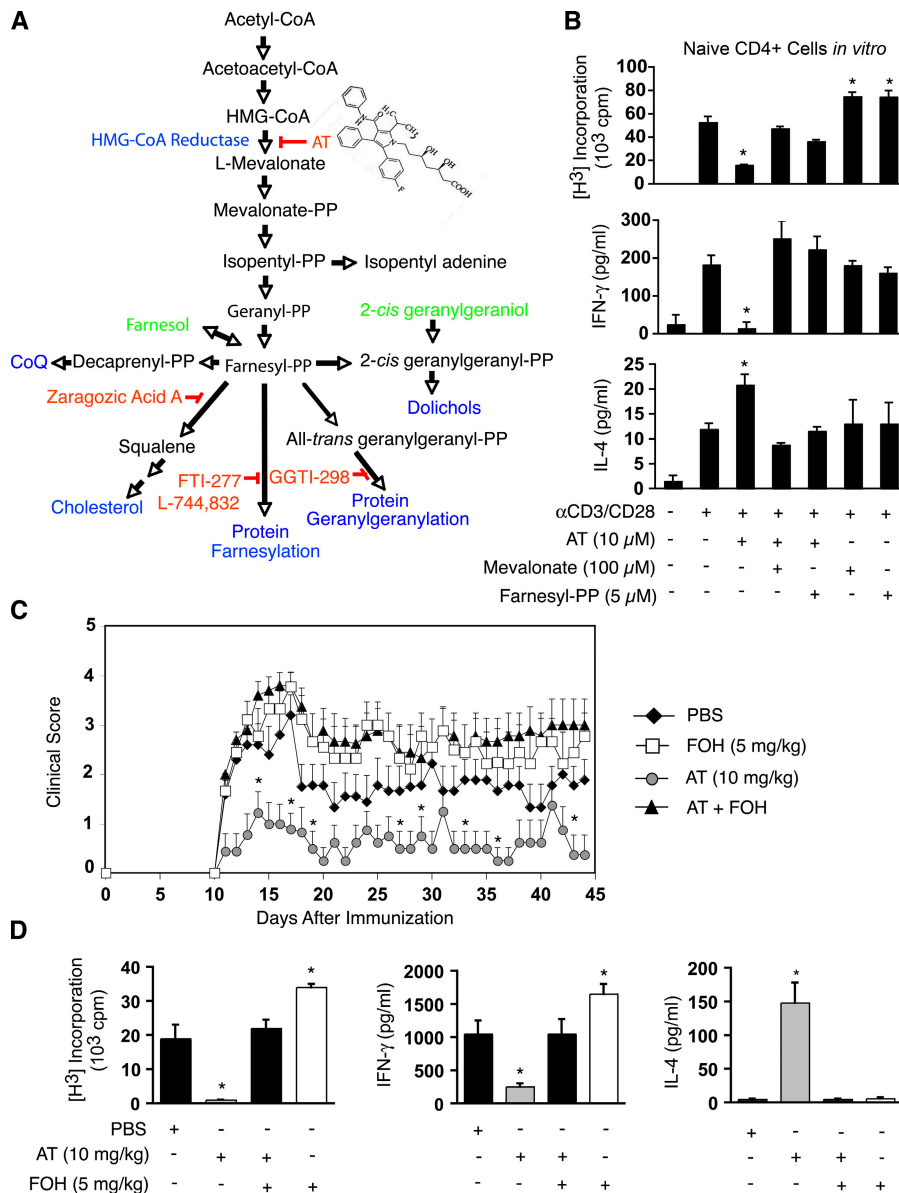 A
Acetyl-CoA
Acetoacetyl-CoA
HMG-CoA
HMG-CoA Reductase
AT
H₃C
CH₃
O
N
N
OH
OH
COOH
F
L-Mevalonate
Mevalonate-PP
Isopentyl-PP
Isopentyl adenine
Geranyl-PP
Farnesol
2-cis geranylgeraniol
CoQ
Decaprenyl-PP
Farnesyl-PP
2-cis geranylgeranyl-PP
Zaragozic Acid A
Dolichols
Squalene
All-trans geranylgeranyl-PP
FTI-277
L-744,832
GGTI-298
Cholesterol
Protein
Farnesylation
Protein
Geranylgeranylation
B
Naive CD4+ Cells in vitro
[H³] Incorporation
(10³ cpm)
100
80
60
40
20
0
* * *
IFN-γ (pg/ml)
300
200
100
0
*
IL-4 (pg/ml)
25
20
15
10
5
0
*
αCD3/CD28 - + + + + + +
AT (10 µM) - - + + + - -
Mevalonate (100 µM) - - - + - + -
Farnesyl-PP (5 µM) - - - - + - +
C
Clinical Score
5
4
3
2
1
0
* * * * * * * *
0 5 10 15 20 25 30 35 40 45
Days After Immunization
PBS
FOH (5 mg/kg)
AT (10 mg/kg)
AT + FOH
D
[H³] Incorporation
(10³ cpm)
40
30
20
10
0
* *
IFN-γ (pg/ml)
2000
1500
1000
500
0
* *
IL-4 (pg/ml)
200
150
100
50
0
*
PBS + - - - + - - - + - - -
AT (10 mg/kg) - + + - - + + - - + + -
FOH (5 mg/kg) - - + + - - + + - - + +